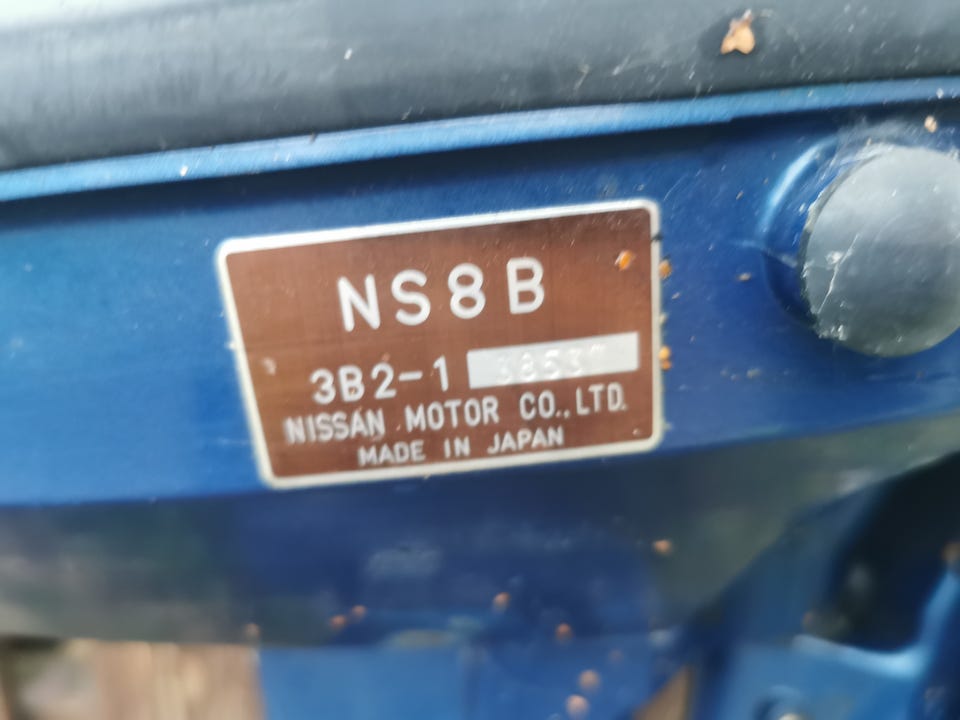 NS8B
3B2-1
NISSAN MOTOR CO., LTD.
MADE IN JAPAN